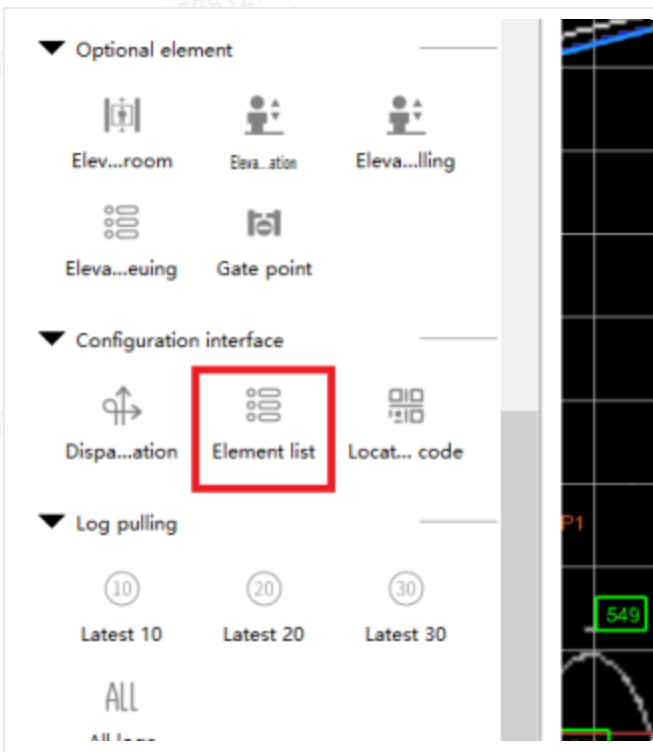 Optional element
Elev...room
Eleva...ation
Eleva...lling
Eleva...euing
Gate point
Configuration interface
Dispa...ation
Element list
Locat... code
Log pulling
10
20
30
Latest 10
Latest 20
Latest 30
ALL
P1
549